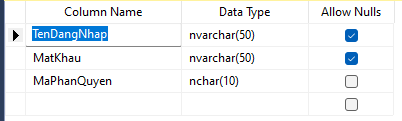 Column Name Data Type Allow Nulls
TenDangNhap nvarchar(50)
MatKhau nvarchar(50)
MaPhanQuyen nchar(10)